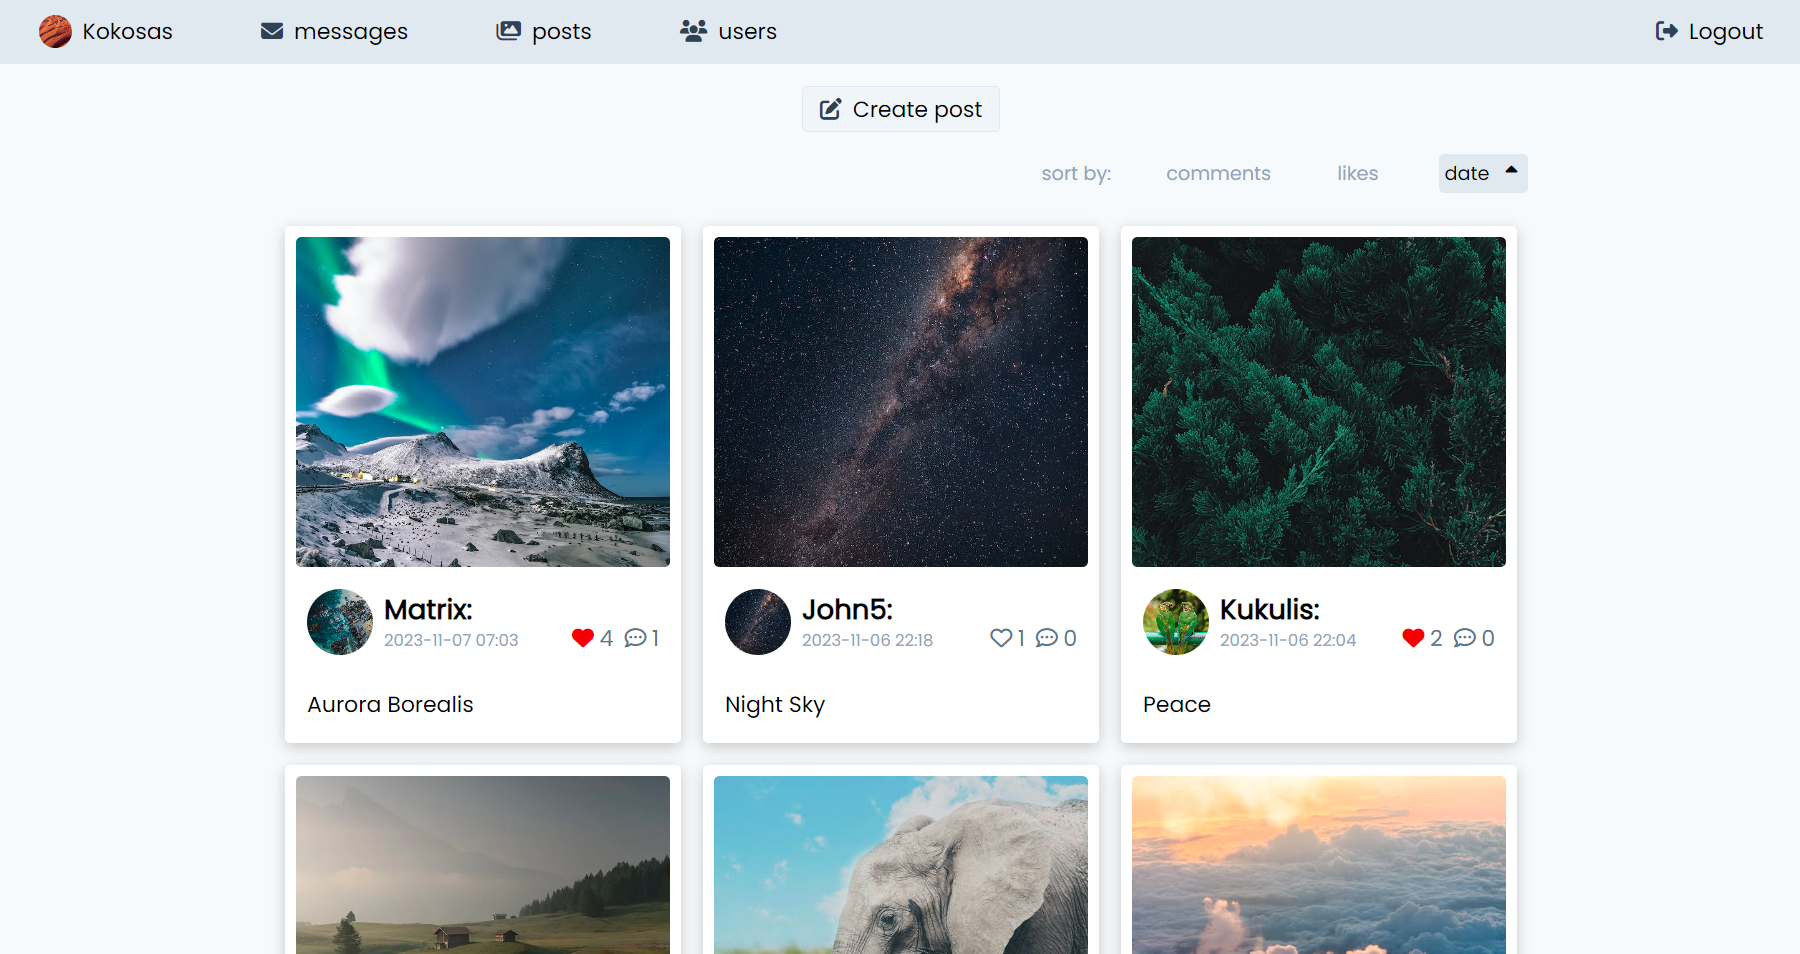 Kokosas messages posts users Logout
Create post
sort by: comments likes date
Matrix:
2023-11-07 07:03 4 1
Aurora Borealis
John5:
2023-11-06 22:18 1 0
Night Sky
Kukulis:
2023-11-06 22:04 2 0
Peace